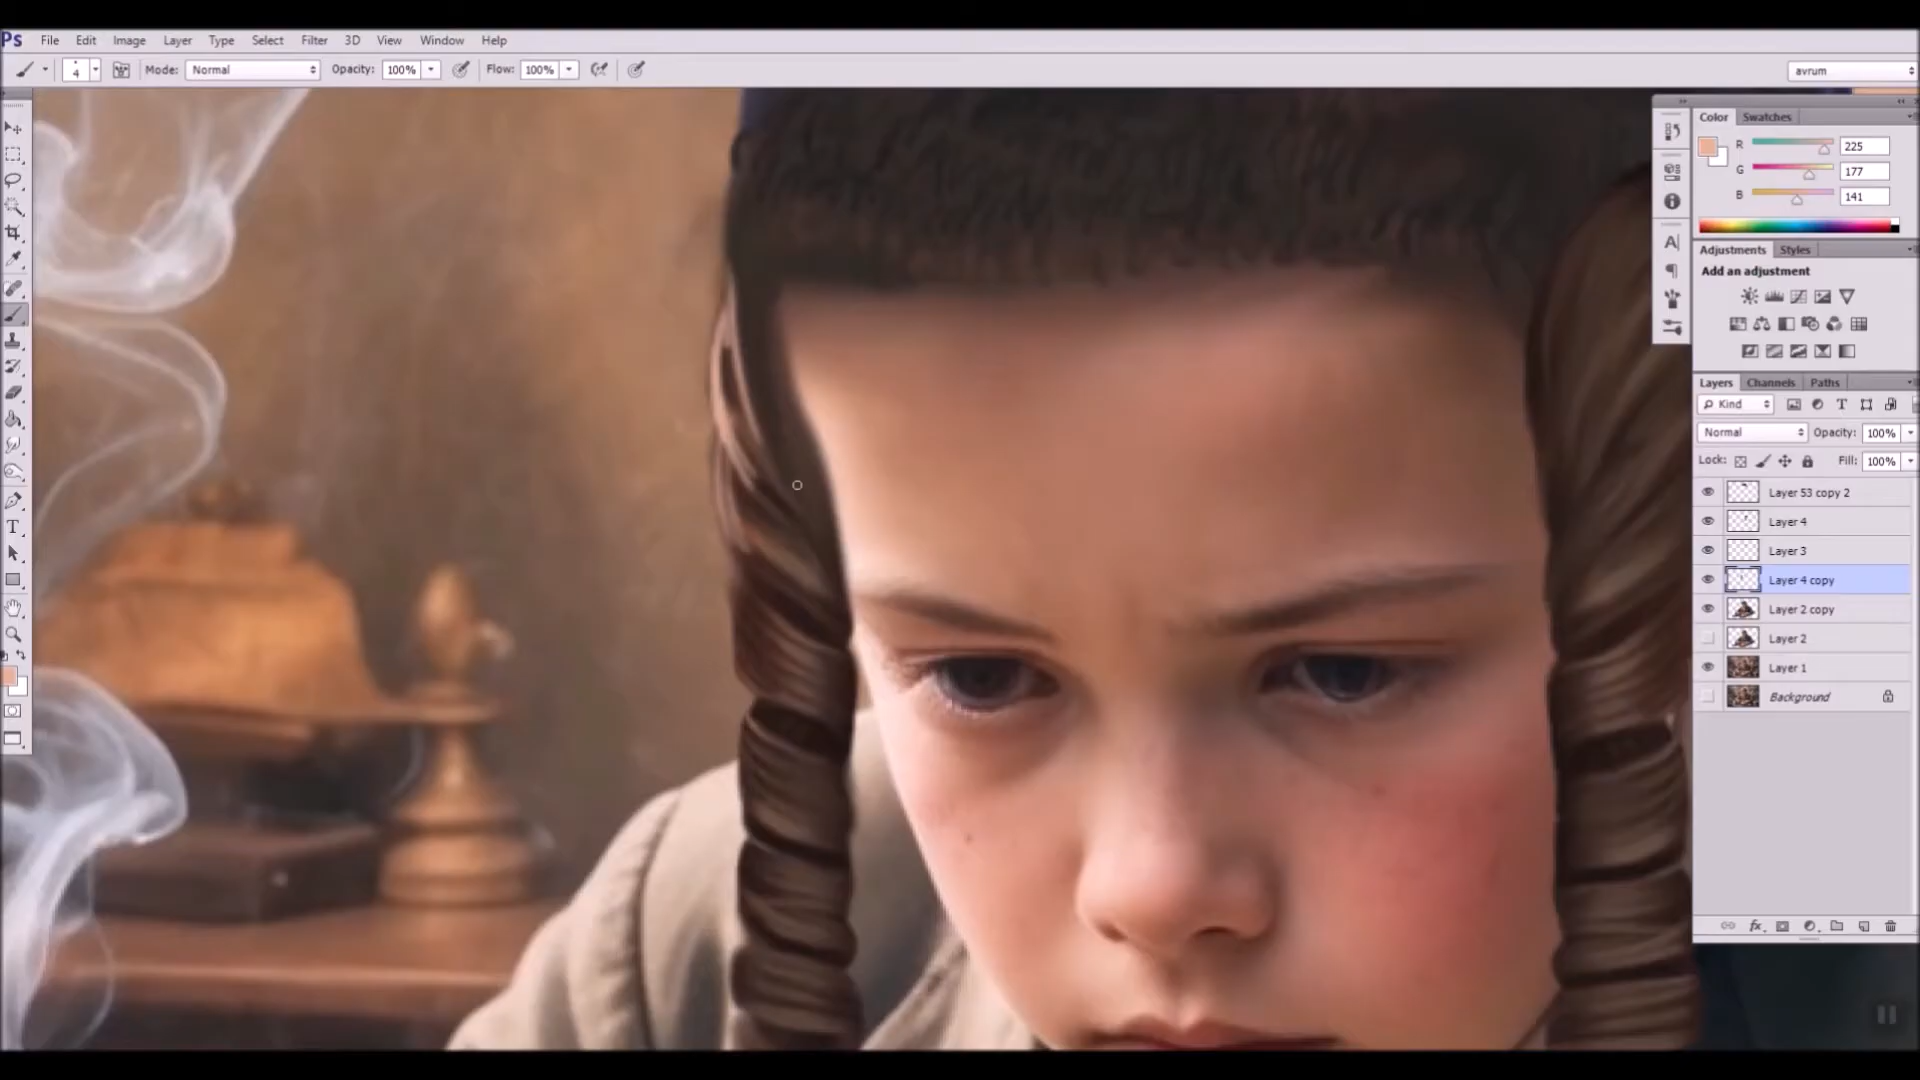 Ps File Edit Image Layer Type Select Filter 3D View Window Help
4 Mode: Normal Opacity: 100% Flow: 100% avrum
Color Swatches
R 225
G 177
B 141
Adjustments Styles
Add an adjustment
Layers Channels Paths
Kind T
Normal Opacity: 100%
Lock: Fill: 100%
Layer 53 copy 2
Layer 4
Layer 3
Layer 4 copy
Layer 2 copy
Layer 2
Layer 1
Background
fx